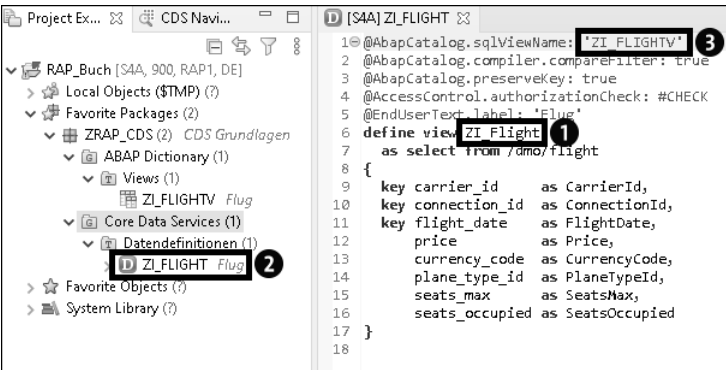 Project Ex...
CDS Navi...
RAP_Buch [S4A, 900, RAP1, DE]
Local Objects ($TMP) (?)
Favorite Packages (2)
ZRAP_CDS (2) CDS Grundlagen
ABAP Dictionary (1)
Views (1)
ZI_FLIGHTV Flug
Core Data Services (1)
Datendefinitionen (1)
D ZI_FLIGHT Flug 2
Favorite Objects (?)
System Library (?)
D [S4A] ZI_FLIGHT
1 @AbapCatalog.sqlViewName: 'ZI_FLIGHTV' 3
2 @AbapCatalog.compiler.compareFilter: true
3 @AbapCatalog.preserveKey: true
4 @AccessControl.authorizationCheck: #CHECK
5 @EndUserText.label: 'Flug'
6 define view ZI_Flight 1
7 as select from /dmo/flight
8 {
9 key carrier_id as CarrierId,
10 key connection_id as ConnectionId,
11 key flight_date as FlightDate,
12 price as Price,
13 currency_code as CurrencyCode,
14 plane_type_id as PlaneTypeId,
15 seats_max as SeatsMax,
16 seats_occupied as SeatsOccupied
17 }
18